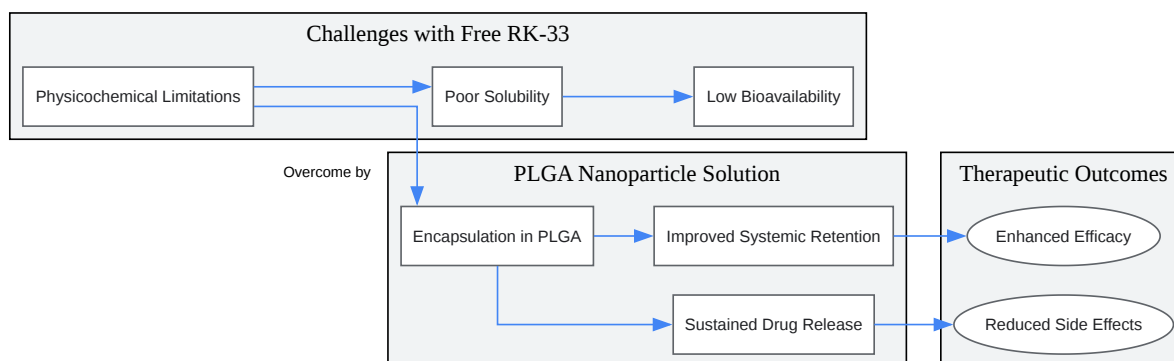 Challenges with Free RK-33
Physicochemical Limitations
Poor Solubility
Low Bioavailability
Overcome by
PLGA Nanoparticle Solution
Therapeutic Outcomes
Encapsulation in PLGA
Improved Systemic Retention
Enhanced Efficacy
Sustained Drug Release
Reduced Side Effects